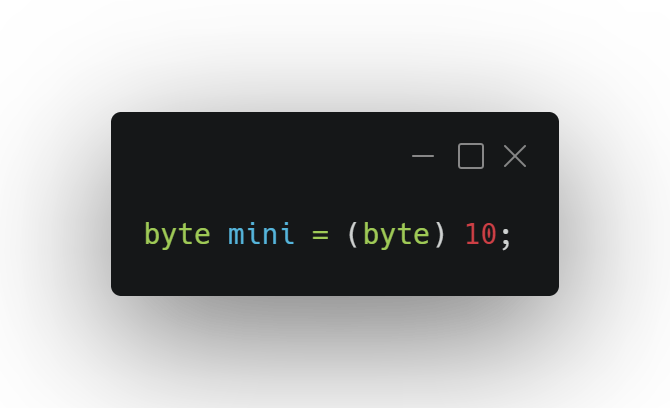 byte mini = (byte) 10;